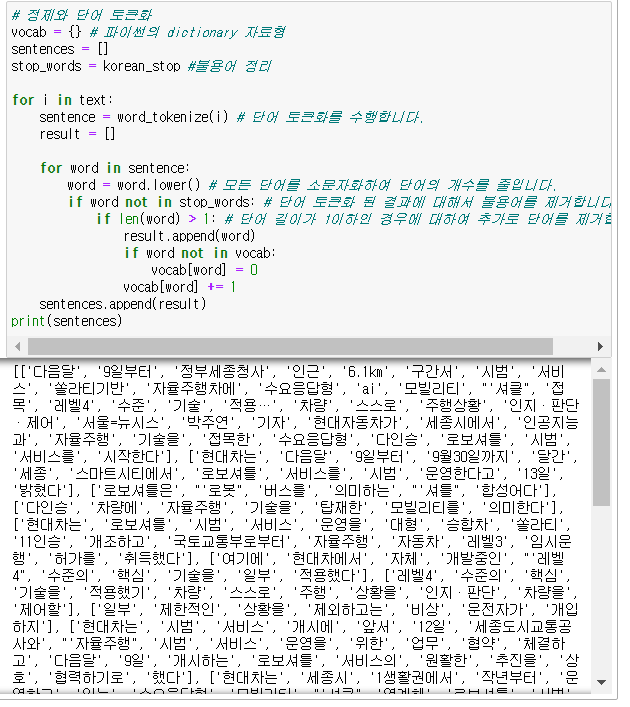 # 정제와 단어 토큰화
vocab = {} # 파이썬의 dictionary 자료형
sentences = []
stop_words = korean_stop #불용어 정리
for i in text:
sentence = word_tokenize(i) # 단어 토큰화를 수행합니다.
result = []
for word in sentence:
word = word.lower() # 모든 단어를 소문자화하여 단어의 개수를 줄입니다.
if word not in stop_words: # 단어 토큰화 된 결과에 대해서 불용어를 제거합니다
if len(word) > 1: # 단어 길이가 1이하인 경우에 대하여 추가로 단어를 제거합
result.append(word)
if word not in vocab:
vocab[word] = 0
vocab[word] += 1
sentences.append(result)
print(sentences)
[['다음달', '9일부터', '정부세종청사', '인근', '6.1km', '구간서', '시범', '서비
스', '쏠라티기반', '자율주행차에', '수요응답형', 'ai', '모빌리티', "'셔클", '접
목', '레벨4', '수준', '기술', '적용…', '차량', '스스로', '주행상황', '인지·판단
·제어', '서울=뉴시스', '박주연', '기자', '현대자동차가', '세종시에서', '인공지능
과', '자율주행', '기술을', '접목한', '수요응답형', '다인승', '로보셔틀', '시범',
'서비스를', '시작한다'], ['현대차는', '다음달', '9일부터', '9월30일까지', '달간',
'세종', '스마트시티에서', '로보셔틀', '서비스를', '시범', '운영한다고', '13일',
'밝혔다'], ['로보셔틀은', "'로봇", '버스를', '의미하는', "'셔틀", '합성어다'],
['다인승', '차량에', '자율주행', '기술을', '탑재한', '모빌리티를', '의미한다'],
['현대차는', '로보셔틀', '시범', '서비스', '운영을', '대형', '승합차', '쏠라티',
'11인승', '개조하고', '국토교통부로부터', '자율주행', '자동차', '레벨3', '임시운
행', '허가를', '취득했다'], ['여기에', '현대차에서', '자체', '개발중인', "'레벨
4", '수준의', '핵심', '기술을', '일부', '적용했다'], ['레벨4', '수준의', '핵심',
'기술을', '적용했기', '차량', '스스로', '주행', '상황을', '인지·판단', '차량을',
'제어할'], ['일부', '제한적인', '상황을', '제외하고는', '비상', '운전자가', '개입
하지'], ['현대차는', '시범', '서비스', '개시에', '앞서', '12일', '세종도시교통공
사와', "'자율주행", '시범', '서비스', '운영을', '위한', '업무', '협약', '체결하
고', '다음달', '9일', '개시하는', '로보셔틀', '서비스의', '원활한', '추진을', '상
호', '협력하기로', '했다'], ['현대차는', '세종시', '1생활권에서', '작년부터', '운